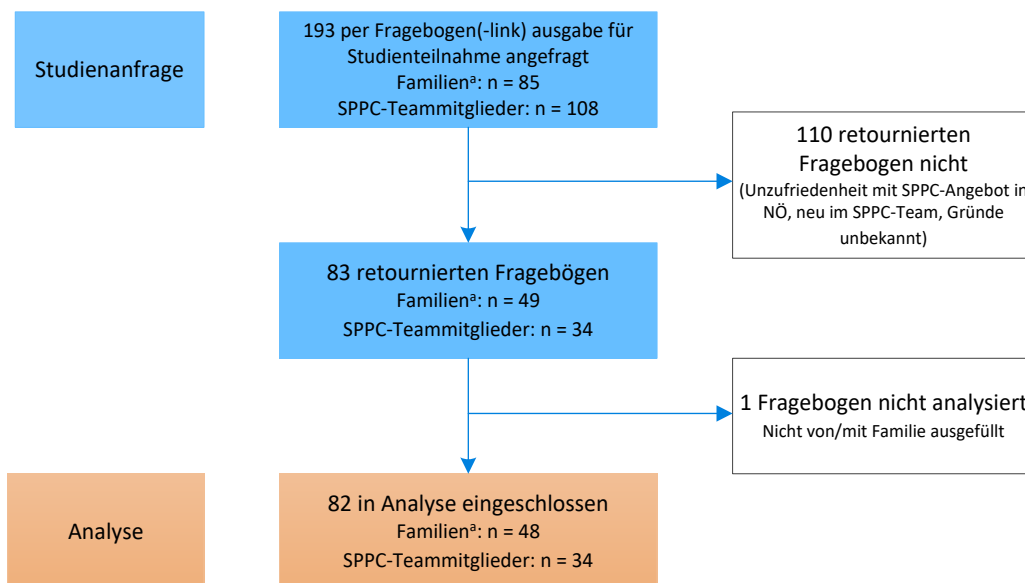 Studienanfrage
193 per Fragebogen(-link) ausgabe für
Studienteilnahme angefragt
Familienᵃ: n = 85
SPPC-Teammitglieder: n = 108
110 retournierten
Fragebogen nicht
(Unzufriedenheit mit SPPC-Angebot in
NÖ, neu im SPPC-Team, Gründe
unbekannt)
83 retournierten Fragebögen
Familienᵃ: n = 49
SPPC-Teammitglieder: n = 34
1 Fragebogen nicht analysiert
Nicht von/mit Familie ausgefüllt
Analyse
82 in Analyse eingeschlossen
Familienᵃ: n = 48
SPPC-Teammitglieder: n = 34